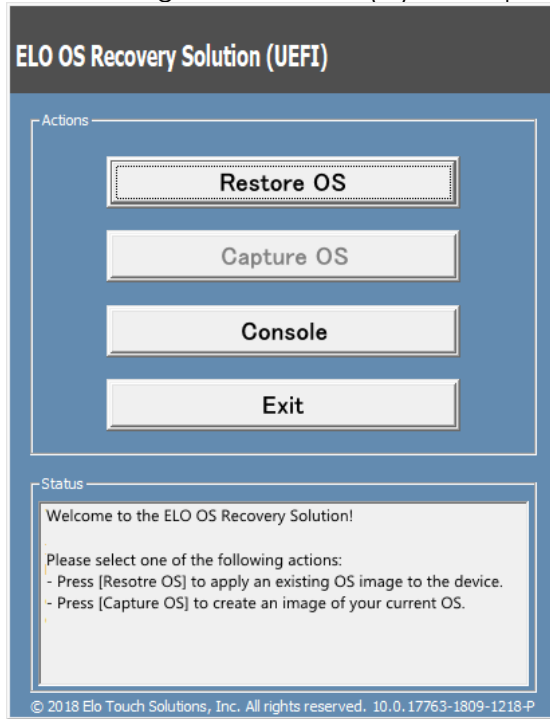 ELO OS Recovery Solution (UEFI)
Actions
Restore OS
Capture OS
Console
Exit
Status
Welcome to the ELO OS Recovery Solution!
Please select one of the following actions:
- Press [Resotre OS] to apply an existing OS image to the device.
- Press [Capture OS] to create an image of your current OS.
© 2018 Elo Touch Solutions, Inc. All rights reserved. 10.0.17763-1809-1218-P